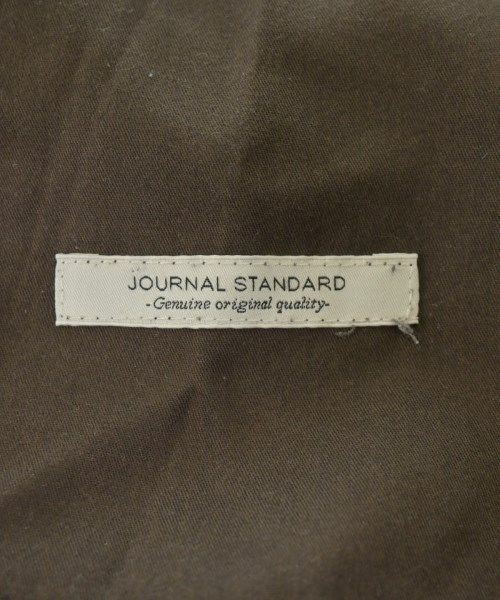 JOURNAL STANDARD
-Genuine original quality-